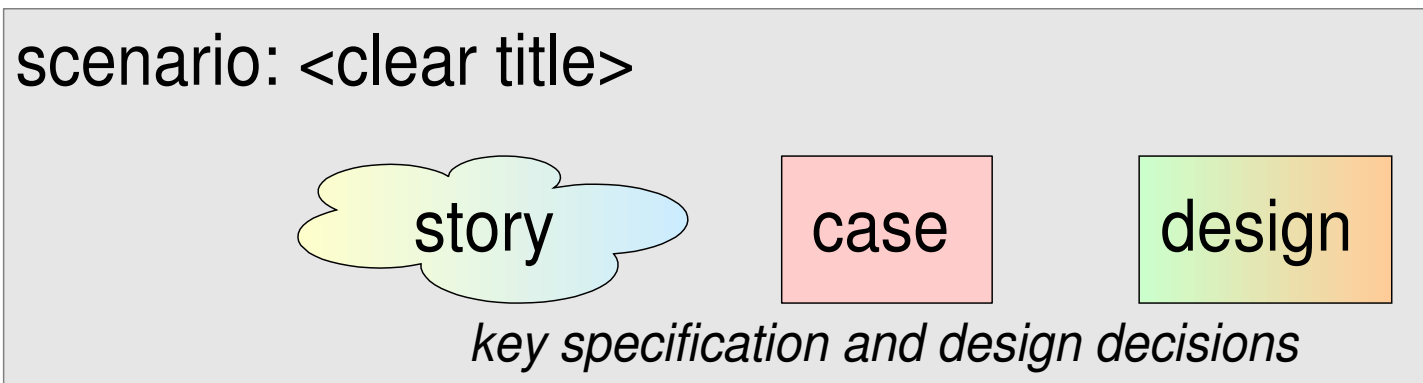 scenario: <clear title>
story case design
key specification and design decisions